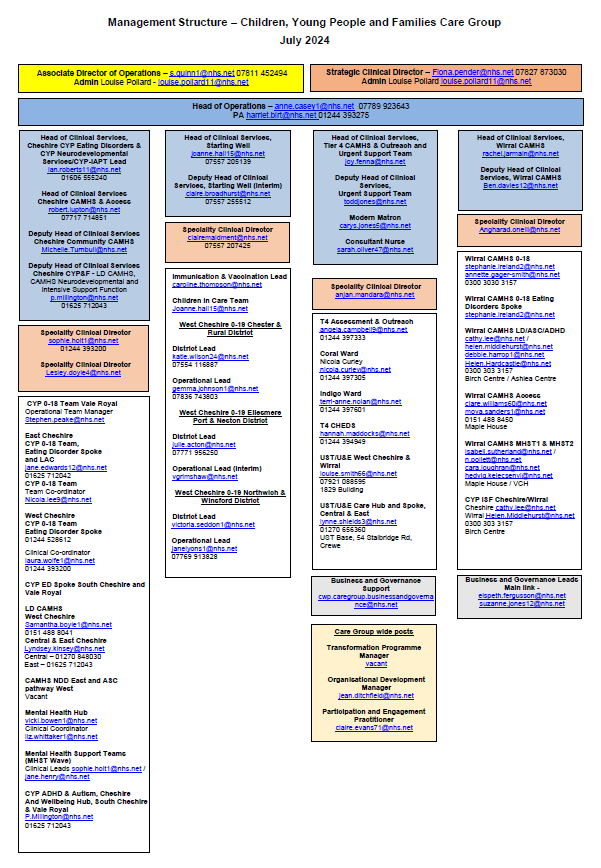 Management Structure – Children, Young People and Families Care Group
July 2024
Associate Director of Operations – s.quinn1@nhs.net 07811 452494
Admin Louise Pollard - louise.pollard11@nhs.net
Strategic Clinical Director – Fiona.pender@nhs.net 07827 873030
Admin Louise Pollard louise.pollard11@nhs.net
Head of Operations – anne.casey1@nhs.net 07789 923643
PA harriet.birt@nhs.net 01244 393275
Head of Clinical Services,
Cheshire CYP Eating Disorders &
CYP Neurodevelopmental
Services/CYP-IAPT Lead
ian.roberts11@nhs.net
01606 555240
Head of Clinical Services
Cheshire CAMHS & Access
robert.lupton@nhs.net
07717 714851
Deputy Head of Clinical Services
Cheshire Community CAMHS
Michelle.Turnbull@nhs.net
Deputy Head of Clinical Services
Cheshire CYP&F - LD CAMHS,
CAMHS Neurodevelopmental and
Intensive Support Function
p.millington@nhs.net
01625 712043
Speciality Clinical Director
sophie.holt1@nhs.net
01244 393200
Speciality Clinical Director
Lesley.doyle4@nhs.net
CYP 0-18 Team Vale Royal
Operational Team Manager
Stephen.peake@nhs.net
East Cheshire
CYP 0-18 Team,
Eating Disorder Spoke
and LAC
jane.edwards12@nhs.net
01625 712042
CYP 0-18 Team
Team Co-ordinator
Nicola.lee9@nhs.net
West Cheshire
CYP 0-18 Team
Eating Disorder Spoke
01244 528612
Clinical Co-ordinator
laura.wolfe1@nhs.net
01244 393200
CYP ED Spoke South Cheshire and
Vale Royal
LD CAMHS
West Cheshire
Samantha.boyle1@nhs.net
0151 488 8041
Central & East Cheshire
Lyndsey.kinsey@nhs.net
Central – 01270 848030
East – 01625 712043
CAMHS NDD East and ASC
pathway West
Vacant
Mental Health Hub
vicki.bowen1@nhs.net
Clinical Coordinator
liz.whittaker1@nhs.net
Mental Health Support Teams
(MHST Wave)
Clinical Leads sophie.holt1@nhs.net /
jane.henry@nhs.net
CYP ADHD & Autism, Cheshire
And Wellbeing Hub, South Cheshire
& Vale Royal
P.Millington@nhs.net
01625 712043
Head of Clinical Services,
Starting Well
joanne.hall15@nhs.net
07557 205139
Deputy Head of Clinical
Services, Starting Well (Interim)
claire.broadhurst@nhs.net
07557 255512
Speciality Clinical Director
clairemaidment@nhs.net
07557 207425
Immunisation & Vaccination Lead
caroline.thompson@nhs.net
Children in Care Team
Joanne.hall15@nhs.net
West Cheshire 0-19 Chester &
Rural District
District Lead
katie.wilson24@nhs.net
07554 116887
Operational Lead
gemma.johnson1@nhs.net
07836 743803
West Cheshire 0-19 Ellesmere
Port & Neston District
District Lead
julie.acton@nhs.net
07771 956250
Operational Lead (Interim)
vgrimshaw@nhs.net
West Cheshire 0-19 Northwich &
Winsford District
District Lead
victoria.seddon1@nhs.net
Operational Lead
janelyons1@nhs.net
07769 913828
Head of Clinical Services,
Tier 4 CAMHS & Outreach and
Urgent Support Team
joy.fenna@nhs.net
Deputy Head of Clinical
Services,
Urgent Support Team
toddjones@nhs.net
Modern Matron
carys.jones5@nhs.net
Consultant Nurse
sarah.oliver47@nhs.net
Speciality Clinical Director
anjan.mandara@nhs.net
T4 Assessment & Outreach
angela.campbell9@nhs.net
01244 397333
Coral Ward
Nicola Curley
nicola.curley@nhs.net
01244 397305
Indigo Ward
terri-anne.nolan@nhs.net
01244 397601
T4 CHEDS
hannah.maddocks@nhs.net
01244 394949
UST/U&E West Cheshire &
Wirral
louise.smith66@nhs.net
07921 088595
1829 Building
UST/U&E Care Hub and Spoke,
Central & East
lynne.shields3@nhs.net
01270 656360
UST Base, 54 Stalbridge Rd,
Crewe
Business and Governance
Support
cwp.caregroup.businessandgoverna
nce@nhs.net
Care Group wide posts
Transformation Programme
Manager
vacant
Organisational Development
Manager
jean.ditchfield@nhs.net
Participation and Engagement
Practitioner
claire.evans71@nhs.net
Head of Clinical Services,
Wirral CAMHS
rachel.jarmain@nhs.net
Deputy Head of Clinical
Services, Wirral CAMHS
Ben.davies12@nhs.net
Speciality Clinical Director
Angharad.oneill@nhs.net
Wirral CAMHS 0-18
stephanie.ireland2@nhs.net
annette.gager-smith@nhs.net
0300 3030 3157
Wirral CAMHS 0-18 Eating
Disorders Spoke
stephanie.ireland2@nhs.net
Wirral CAMHS LD/ASC/ADHD
cathy.lee@nhs.net /
helen.middlehurst@nhs.net
debbie.harrop1@nhs.net
Helen.Hardcastle@nhs.net
0300 303 3157
Birch Centre / Ashlea Centre
Wirral CAMHS Access
clare.williams60@nhs.net
mova.sanders1@nhs.net
0151 488 8450
Maple House
Wirral CAMHS MHST1 & MHST2
isabell.sutherland@nhs.net /
n.pollett@nhs.net
cara.loughran@nhs.net
hedvig.kelecsenyi@nhs.net
Maple House / VCH
CYP ISF Cheshire/Wirral
Cheshire cathy.lee@nhs.net
Wirral Helen.Middlehurst@nhs.net
0300 303 3157
Birch Centre
Business and Governance Leads
Main link -
elspeth.fergusson@nhs.net
suzanne.jones12@nhs.net